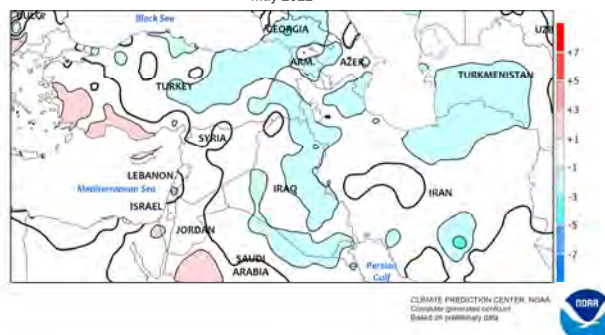 May 2022
Black Sea
GEORGIA
UZB
ARM.
AZER.
+7
TURKEY
TURKMENISTAN
+5
+3
+1
SYRIA
-1
LEBANON
Mediterranean Sea
IRAQ
IRAN
-3
ISRAEL
-5
JORDAN
-7
SAUDI
ARABIA
Persian
Gulf
CLIMATE PREDICTION CENTER, NOAA
Computer generated contours
Based on preliminary data
NOAA